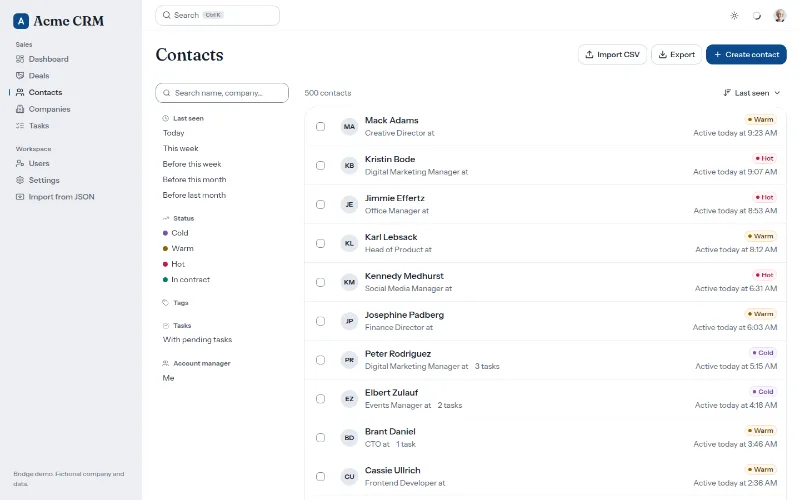 A Acme CRM
Sales
Dashboard
Deals
Contacts
Companies
Tasks
Workspace
Users
Settings
Import from JSON
Bridge demo. Fictional company and
data.
Search Ctrl K
Contacts
Import CSV
Export
Create contact
Search name, company...
500 contacts
Last seen
Last seen
Today
This week
Before this week
Before this month
Before last month
Status
Cold
Warm
Hot
In contract
Tags
Tasks
With pending tasks
Account manager
Me
MA Mack Adams Warm
Creative Director at Active today at 9:23 AM
KB Kristin Bode Hot
Digital Marketing Manager at Active today at 9:07 AM
JE Jimmie Effertz Hot
Office Manager at Active today at 8:53 AM
KL Karl Lebsack Warm
Head of Product at Active today at 8:12 AM
KM Kennedy Medhurst Hot
Social Media Manager at Active today at 6:31 AM
JP Josephine Padberg Warm
Finance Director at Active today at 6:03 AM
PR Peter Rodriguez Cold
Digital Marketing Manager at 3 tasks Active today at 5:15 AM
EZ Elbert Zulauf Cold
Events Manager at 2 tasks Active today at 4:18 AM
BD Brant Daniel Warm
CTO at 1 task Active today at 3:46 AM
CU Cassie Ullrich Warm
Frontend Developer at Active today at 2:36 AM